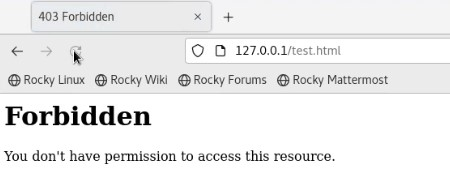 403 Forbidden
127.0.0.1/test.html
Rocky Linux Rocky Wiki Rocky Forums Rocky Mattermost
Forbidden
You don't have permission to access this resource.